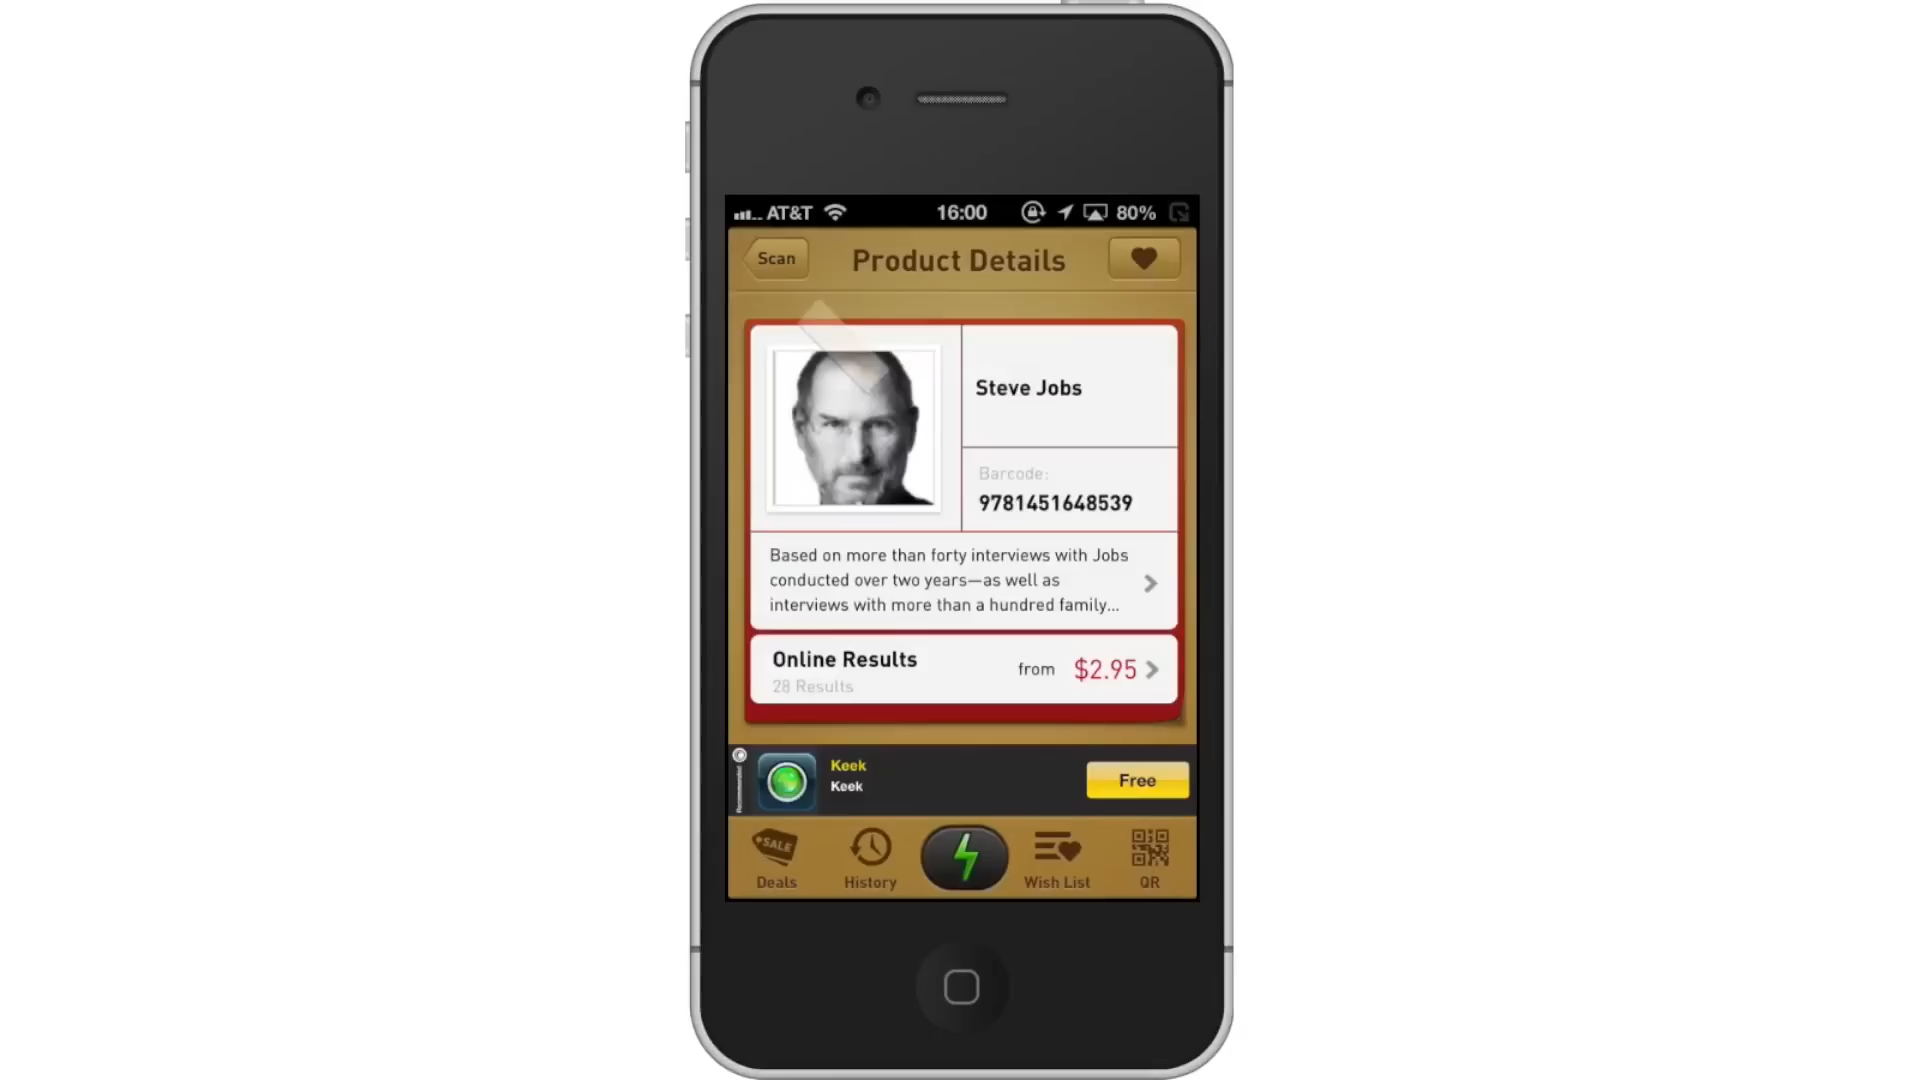 AT&T 16:00 80%
Scan
Product Details
Steve Jobs
Barcode:
9781451648539
Based on more than forty interviews with Jobs
conducted over two years—as well as
interviews with more than a hundred family...
Online Results
28 Results
from $2.95
Recommended
Keek
Keek
Free
SALE
Deals
History
Wish List
QR